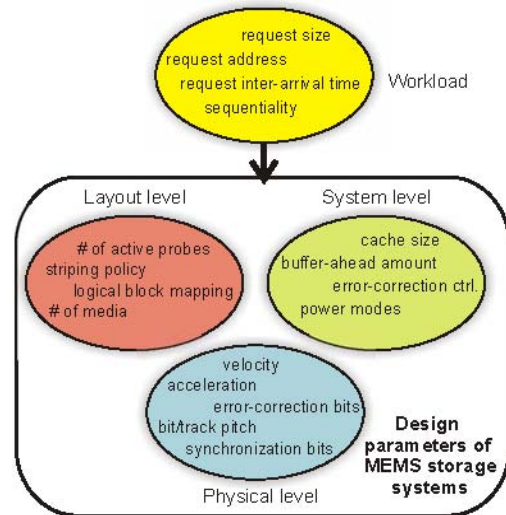 request size
request address
request inter-arrival time
sequentiality
Workload
Layout level
System level
# of active probes
striping policy
logical block mapping
# of media
cache size
buffer-ahead amount
error-correction ctrl.
power modes
velocity
acceleration
error-correction bits
bit/track pitch
synchronization bits
Physical level
Design
parameters of
MEMS storage
systems